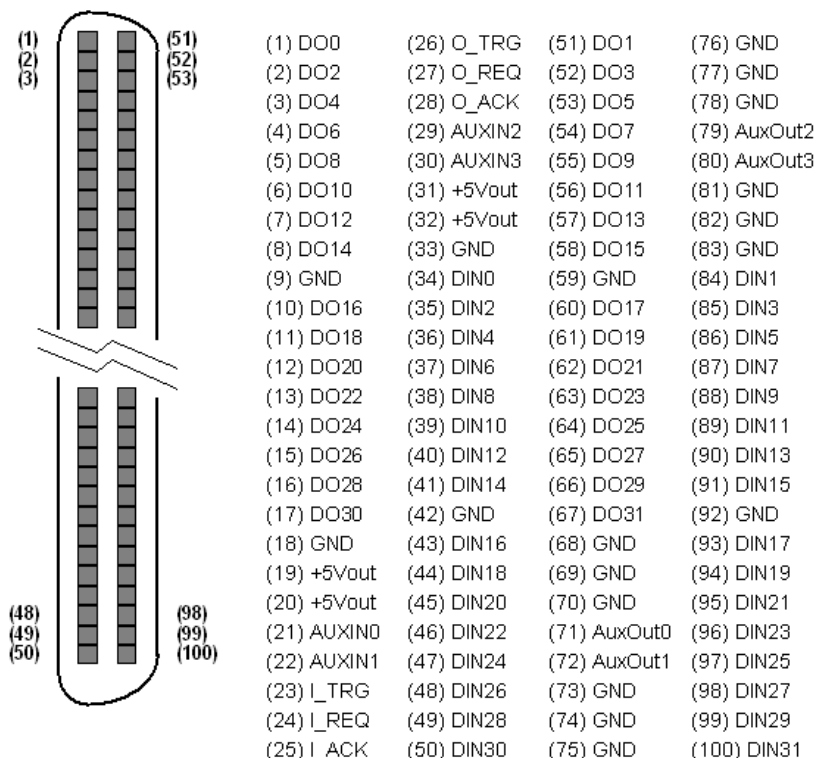 (1) (51)
(2) (52)
(3) (53)
(48) (98)
(49) (99)
(50) (100)
(1) DO0 (26) O_TRG (51) DO1 (76) GND
(2) DO2 (27) O_REQ (52) DO3 (77) GND
(3) DO4 (28) O_ACK (53) DO5 (78) GND
(4) DO6 (29) AUXIN2 (54) DO7 (79) AuxOut2
(5) DO8 (30) AUXIN3 (55) DO9 (80) AuxOut3
(6) DO10 (31) +5Vout (56) DO11 (81) GND
(7) DO12 (32) +5Vout (57) DO13 (82) GND
(8) DO14 (33) GND (58) DO15 (83) GND
(9) GND (34) DIN0 (59) GND (84) DIN1
(10) DO16 (35) DIN2 (60) DO17 (85) DIN3
(11) DO18 (36) DIN4 (61) DO19 (86) DIN5
(12) DO20 (37) DIN6 (62) DO21 (87) DIN7
(13) DO22 (38) DIN8 (63) DO23 (88) DIN9
(14) DO24 (39) DIN10 (64) DO25 (89) DIN11
(15) DO26 (40) DIN12 (65) DO27 (90) DIN13
(16) DO28 (41) DIN14 (66) DO29 (91) DIN15
(17) DO30 (42) GND (67) DO31 (92) GND
(18) GND (43) DIN16 (68) GND (93) DIN17
(19) +5Vout (44) DIN18 (69) GND (94) DIN19
(20) +5Vout (45) DIN20 (70) GND (95) DIN21
(21) AUXIN0 (46) DIN22 (71) AuxOut0 (96) DIN23
(22) AUXIN1 (47) DIN24 (72) AuxOut1 (97) DIN25
(23) I_TRG (48) DIN26 (73) GND (98) DIN27
(24) I_REQ (49) DIN28 (74) GND (99) DIN29
(25) I_ACK (50) DIN30 (75) GND (100) DIN31